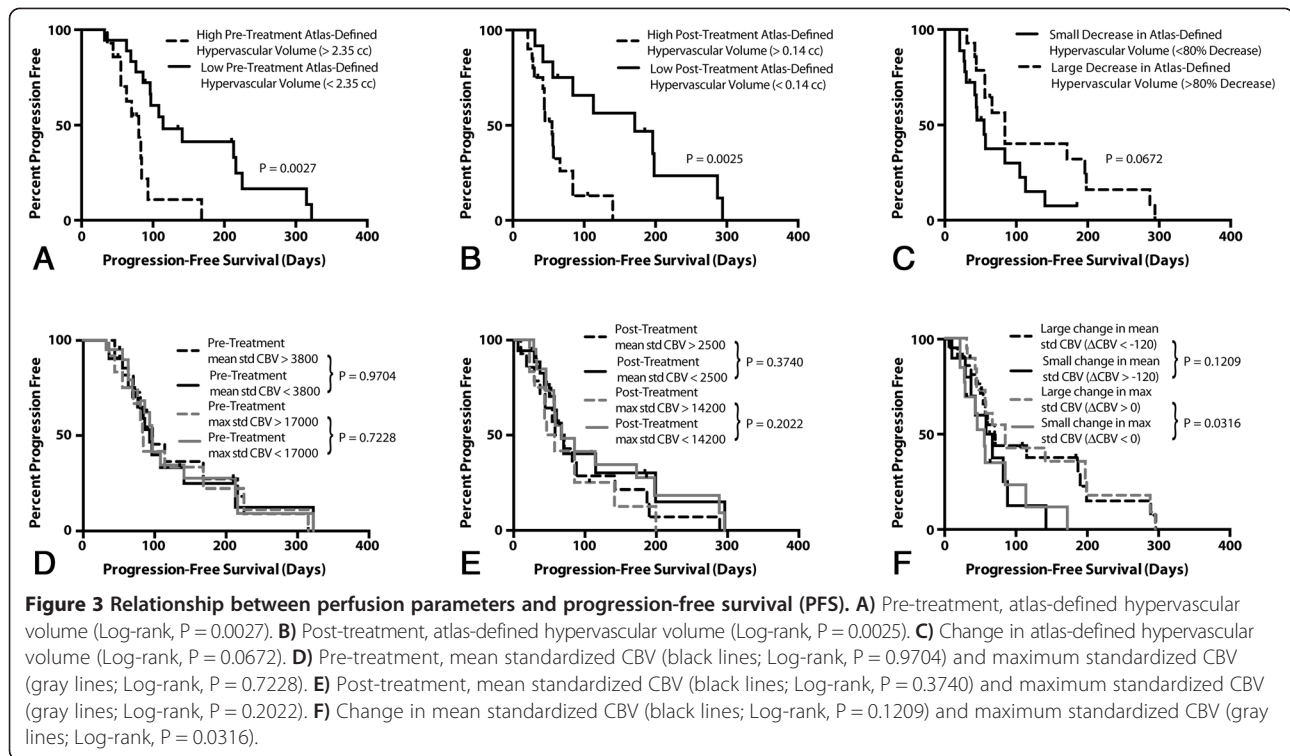 100
50
0
Percent Progression Free
High Pre-Treatment Atlas-Defined
Hypervascular Volume (> 2.35 cc)
Low Pre-Treatment Atlas-Defined
Hypervascular Volume (< 2.35 cc)
P = 0.0027
0 100 200 300 400
Progression-Free Survival (Days)
A
100
50
0
Percent Progression Free
High Post-Treatment Atlas-Defined
Hypervascular Volume (> 0.14 cc)
Low Post-Treatment Atlas-Defined
Hypervascular Volume (< 0.14 cc)
P = 0.0025
0 100 200 300 400
Progression-Free Survival (Days)
B
100
50
0
Percent Progression Free
Small Decrease in Atlas-Defined
Hypervascular Volume (<80% Decrease)
Large Decrease in Atlas-Defined
Hypervascular Volume (>80% Decrease)
P = 0.0672
0 100 200 300 400
Progression-Free Survival (Days)
C
100
50
0
Percent Progression Free
Pre-Treatment
mean std CBV > 3800
Pre-Treatment
mean std CBV < 3800
P = 0.9704
Pre-Treatment
max std CBV > 17000
Pre-Treatment
max std CBV < 17000
P = 0.7228
0 100 200 300 400
Progression-Free Survival (Days)
D
100
50
0
Percent Progression Free
Post-Treatment
mean std CBV > 2500
Post-Treatment
mean std CBV < 2500
P = 0.3740
Post-Treatment
max std CBV > 14200
Post-Treatment
max std CBV < 14200
P = 0.2022
0 100 200 300 400
Progression-Free Survival (Days)
E
100
50
0
Percent Progression Free
Large change in mean
std CBV (ΔCBV < -120)
Small change in mean
std CBV (ΔCBV > -120)
P = 0.1209
Large change in max
std CBV (ΔCBV > 0)
Small change in max
std CBV (ΔCBV < 0)
P = 0.0316
0 100 200 300 400
Progression-Free Survival (Days)
F
Figure 3 Relationship between perfusion parameters and progression-free survival (PFS). A) Pre-treatment, atlas-defined hypervascular
volume (Log-rank, P = 0.0027). B) Post-treatment, atlas-defined hypervascular volume (Log-rank, P = 0.0025). C) Change in atlas-defined hypervascular
volume (Log-rank, P = 0.0672). D) Pre-treatment, mean standardized CBV (black lines; Log-rank, P = 0.9704) and maximum standardized CBV
(gray lines; Log-rank, P = 0.7228). E) Post-treatment, mean standardized CBV (black lines; Log-rank, P = 0.3740) and maximum standardized CBV
(gray lines; Log-rank, P = 0.2022). F) Change in mean standardized CBV (black lines; Log-rank, P = 0.1209) and maximum standardized CBV (gray
lines; Log-rank, P = 0.0316).